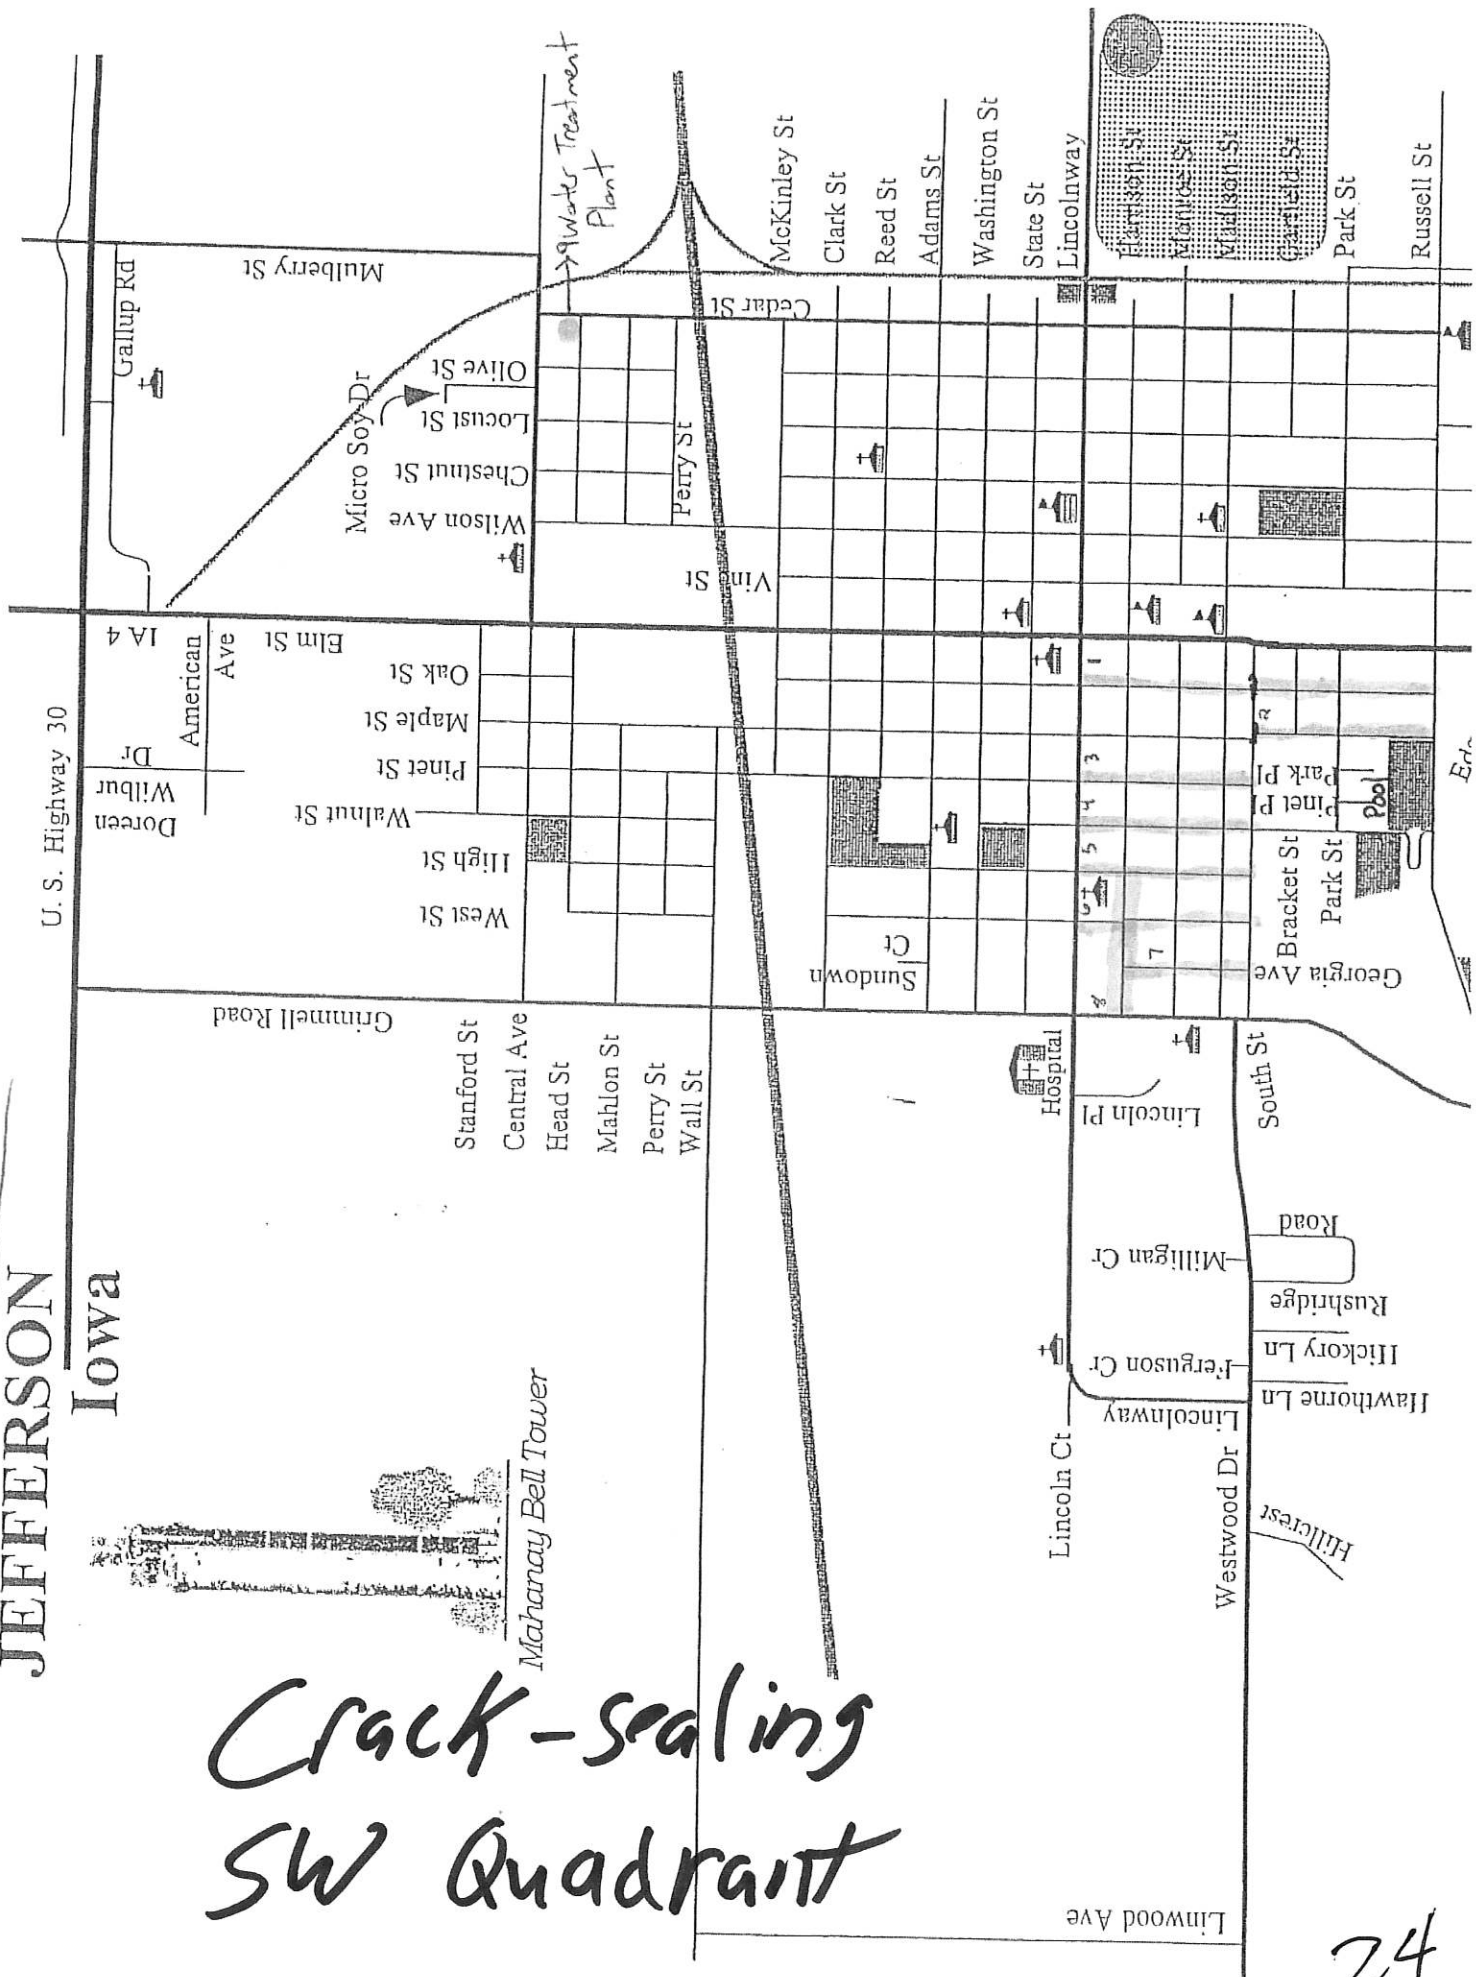 JEFFERSON
Iowa
U. S. Highway 30
Mahanay Bell Tower
Crack-sealing
SW Quadrant
24
Gallup Rd
Mulberry St
IA 4
American
Ave
Elm St
Doreen
Wilbur
Dr
Micro Soy Dr
→9 Water Treatment
Plant
Cedar St
Olive St
Locust St
Chestnut St
Wilson Ave
Vine St
Oak St
Maple St
Pinet St
Walnut St
High St
West St
Grimmell Road
Perry St
Stanford St
Central Ave
Head St
Mahlon St
Perry St
Wall St
McKinley St
Clark St
Reed St
Adams St
Washington St
State St
Lincolnway
Harrison St
Monroe St
Madison St
Garfield St
Park St
Russell St
Sundown
Ct
1
2
3
4
5
6
7
8
Park Pl
Pinet Pl
Pool
Bracket St
Park St
Georgia Ave
Hospital
Lincoln Pl
South St
Milligan Cr
Rushridge
Road
Ferguson Cr
Hickory Ln
Hawthorne Ln
Lincolnway
Lincoln Ct
Westwood Dr
Hillcrest
Linwood Ave